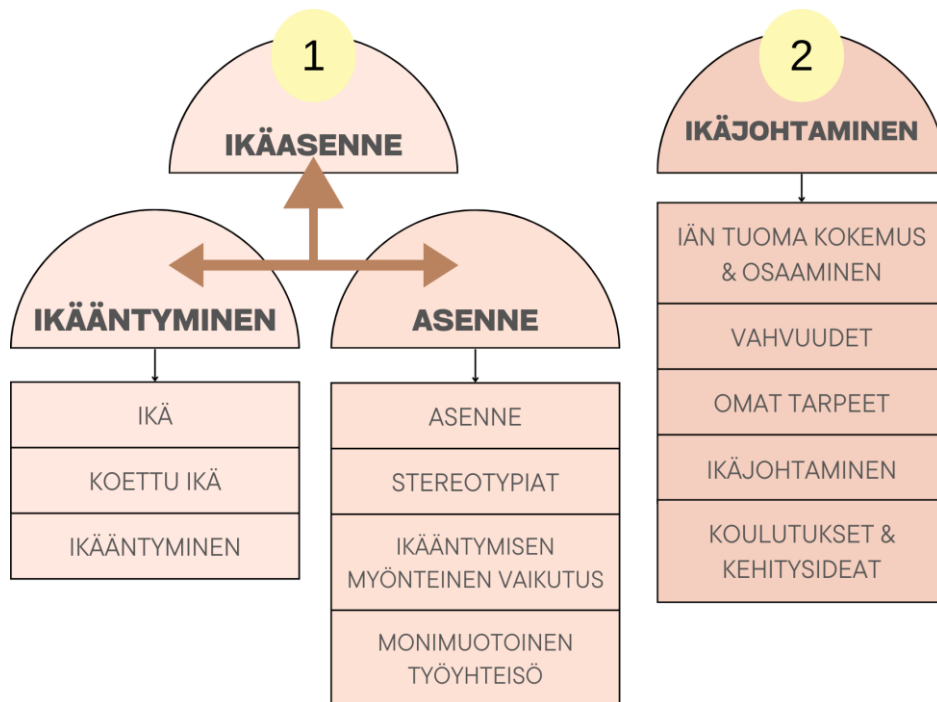 1
IKÄASENNE
IKÄÄNTYMINEN
IKÄ
KOETTU IKÄ
IKÄÄNTYMINEN
ASENNE
ASENNE
STEREOTYPIAT
IKÄÄNTYMISEN
MYÖNTEINEN VAIKUTUS
MONIMUOTOINEN
TYÖYHTEISÖ
2
IKÄJOHTAMINEN
IÄN TUOMA KOKEMUS
& OSAAMINEN
VAHVUUDET
OMAT TARPEET
IKÄJOHTAMINEN
KOULUTUKSET &
KEHITYSIDEAT